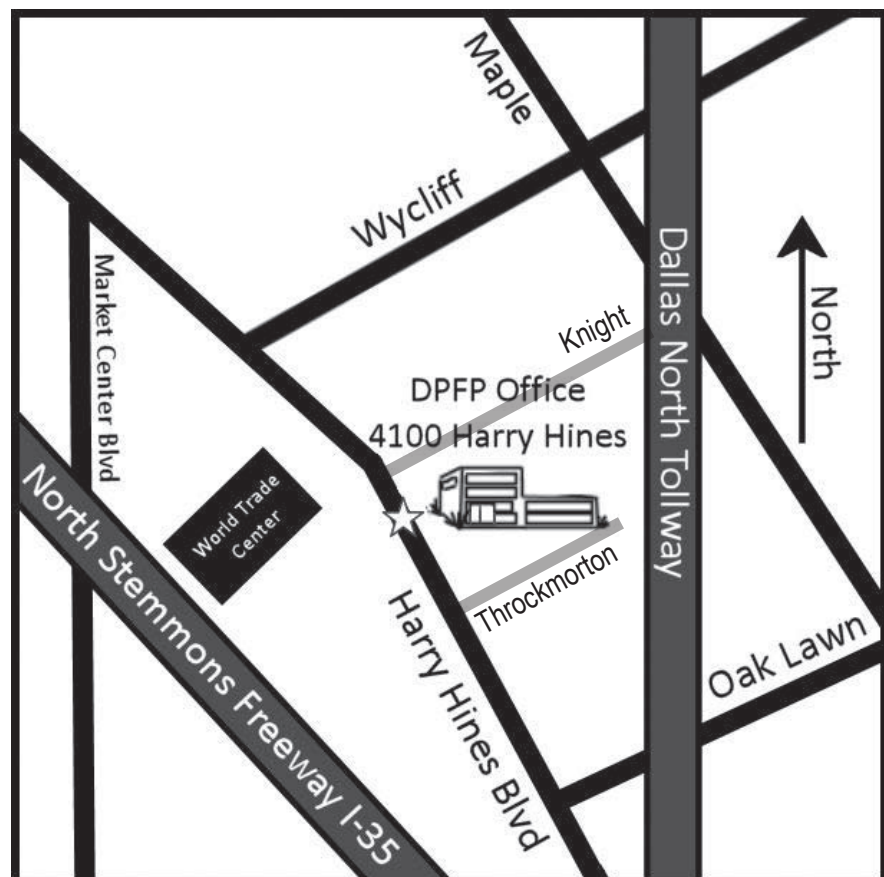 Maple
Wycliff
Market Center Blvd
Dallas North Tollway
North
Knight
DPFP Office
4100 Harry Hines
World Trade
Center
North Stemmons Freeway I-35
Throckmorton
Harry Hines Blvd
Oak Lawn